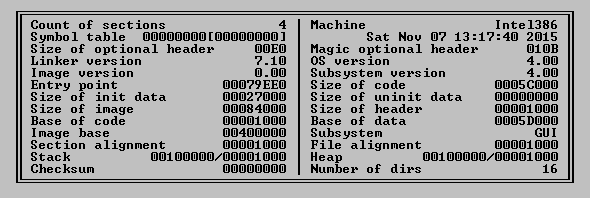 Count of sections 4 Machine Intel386
Symbol table 00000000[00000000] Sat Nov 07 13:17:40 2015
Size of optional header 00E0 Magic optional header 010B
Linker version 7.10 OS version 4.00
Image version 0.00 Subsystem version 4.00
Entry point 00079EE0 Size of code 0005C000
Size of init data 00027000 Size of uninit data 00000000
Size of image 00084000 Size of header 00001000
Base of code 00001000 Base of data 0005D000
Image base 00400000 Subsystem GUI
Section alignment 00001000 File alignment 00001000
Stack 00100000/00001000 Heap 00100000/00001000
Checksum 00000000 Number of dirs 16